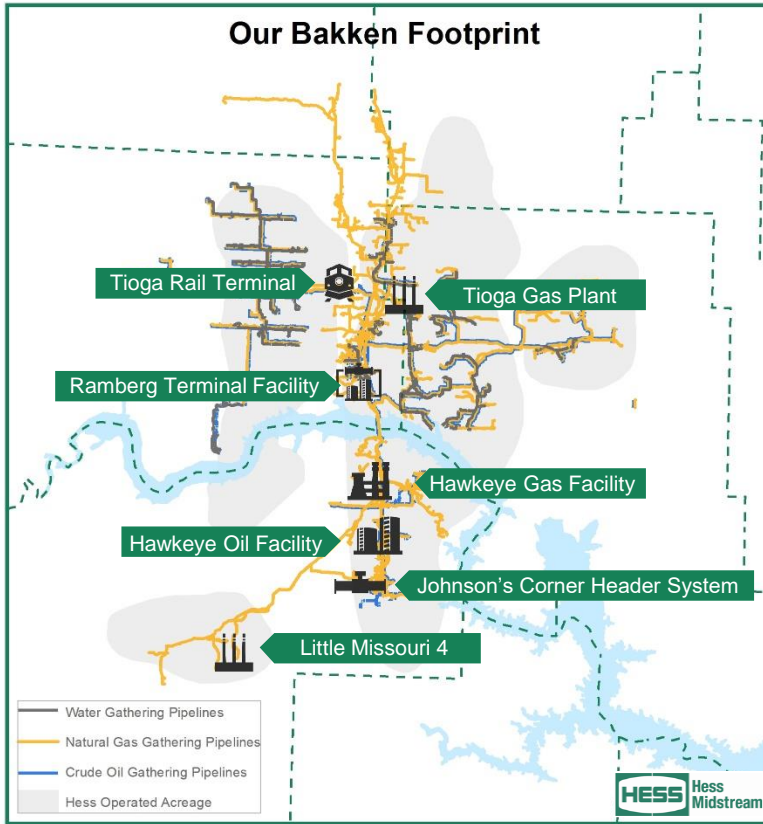 Our Bakken Footprint
Tioga Rail Terminal
Tioga Gas Plant
Ramberg Terminal Facility
Hawkeye Gas Facility
Hawkeye Oil Facility
Johnson’s Corner Header System
Little Missouri 4
Water Gathering Pipelines
Natural Gas Gathering Pipelines
Crude Oil Gathering Pipelines
Hess Operated Acreage
HESS
Hess
Midstream